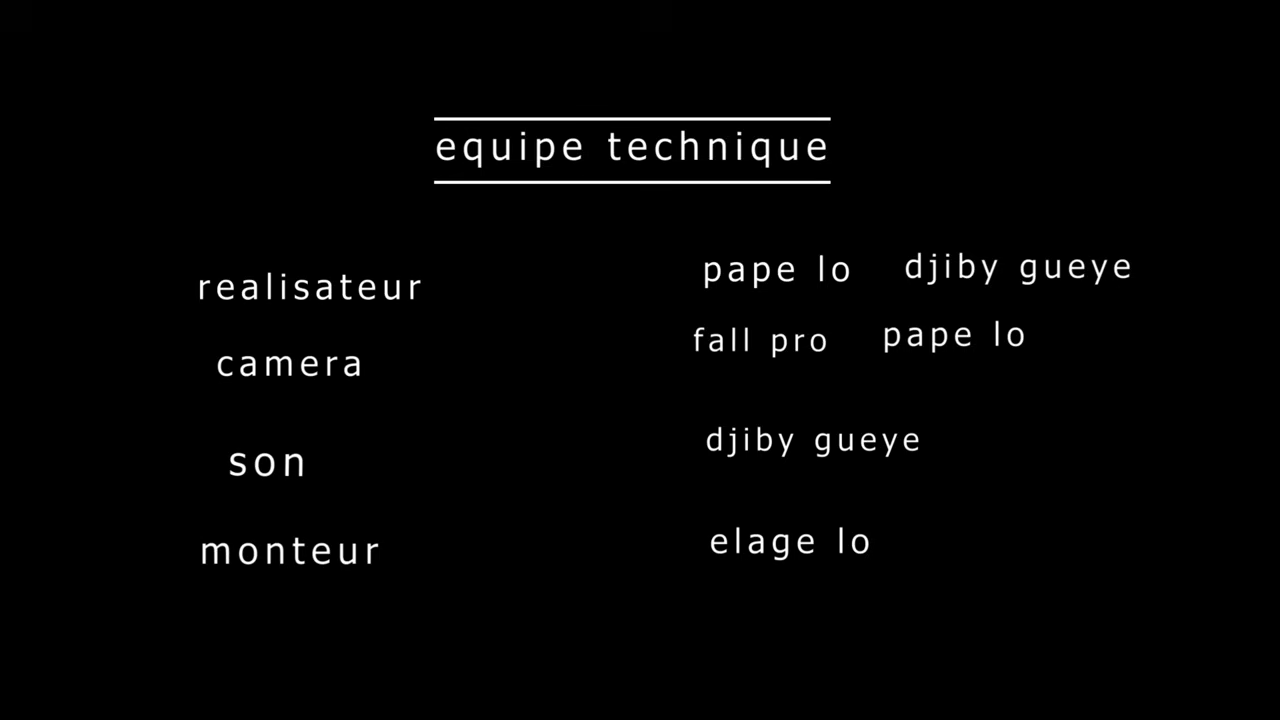 equipe technique
realisateur pape lo djiby gueye
camera fall pro pape lo
son djiby gueye
monteur elage lo